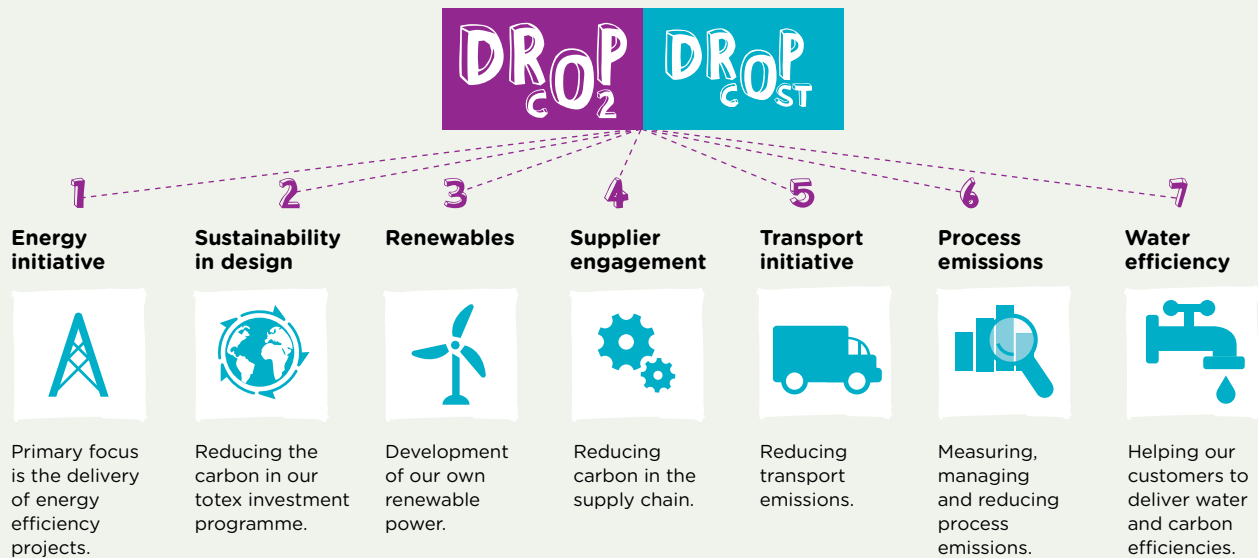 DROP CO2
DROP COST
1
2
3
4
5
6
7
Energy
initiative
Primary focus
is the delivery
of energy
efficiency
projects.
Sustainability
in design
Reducing the
carbon in our
totex investment
programme.
Renewables
Development
of our own
renewable
power.
Supplier
engagement
Reducing
carbon in the
supply chain.
Transport
initiative
Reducing
transport
emissions.
Process
emissions
Measuring,
managing
and reducing
process
emissions.
Water
efficiency
Helping our
customers to
deliver water
and carbon
efficiencies.